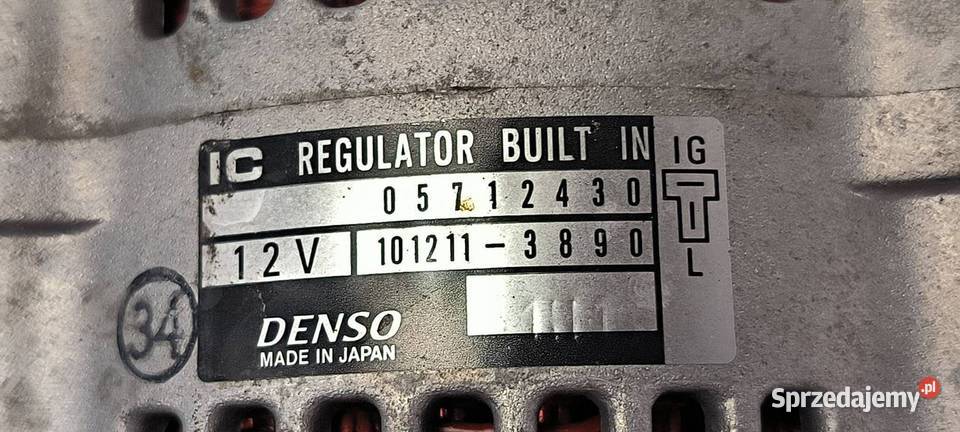 IC REGULATOR BUILT IN
05712430
12V 101211-3890
DENSO
MADE IN JAPAN
IG
L
34
Sprzedajemy.pl